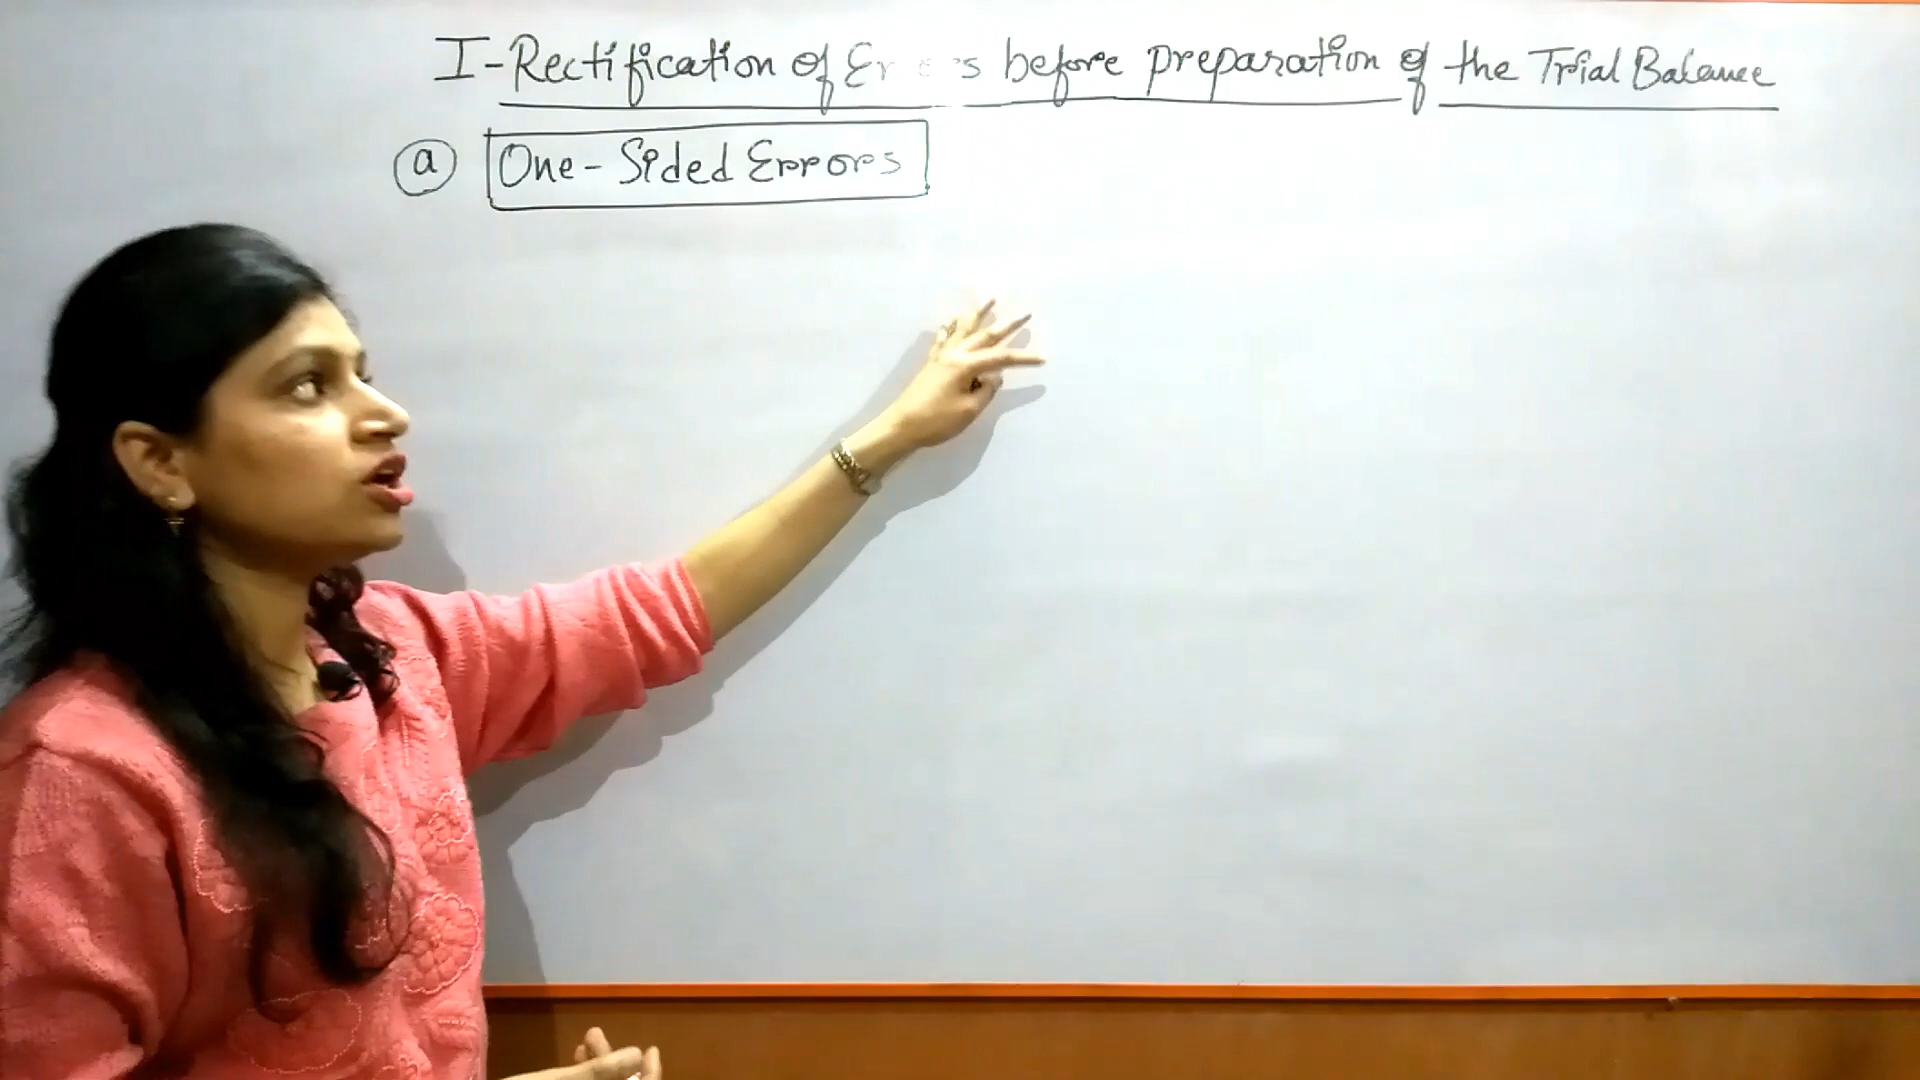 I-Rectification of Errors before preparation of the Trial Balance
(a) One-Sided Errors